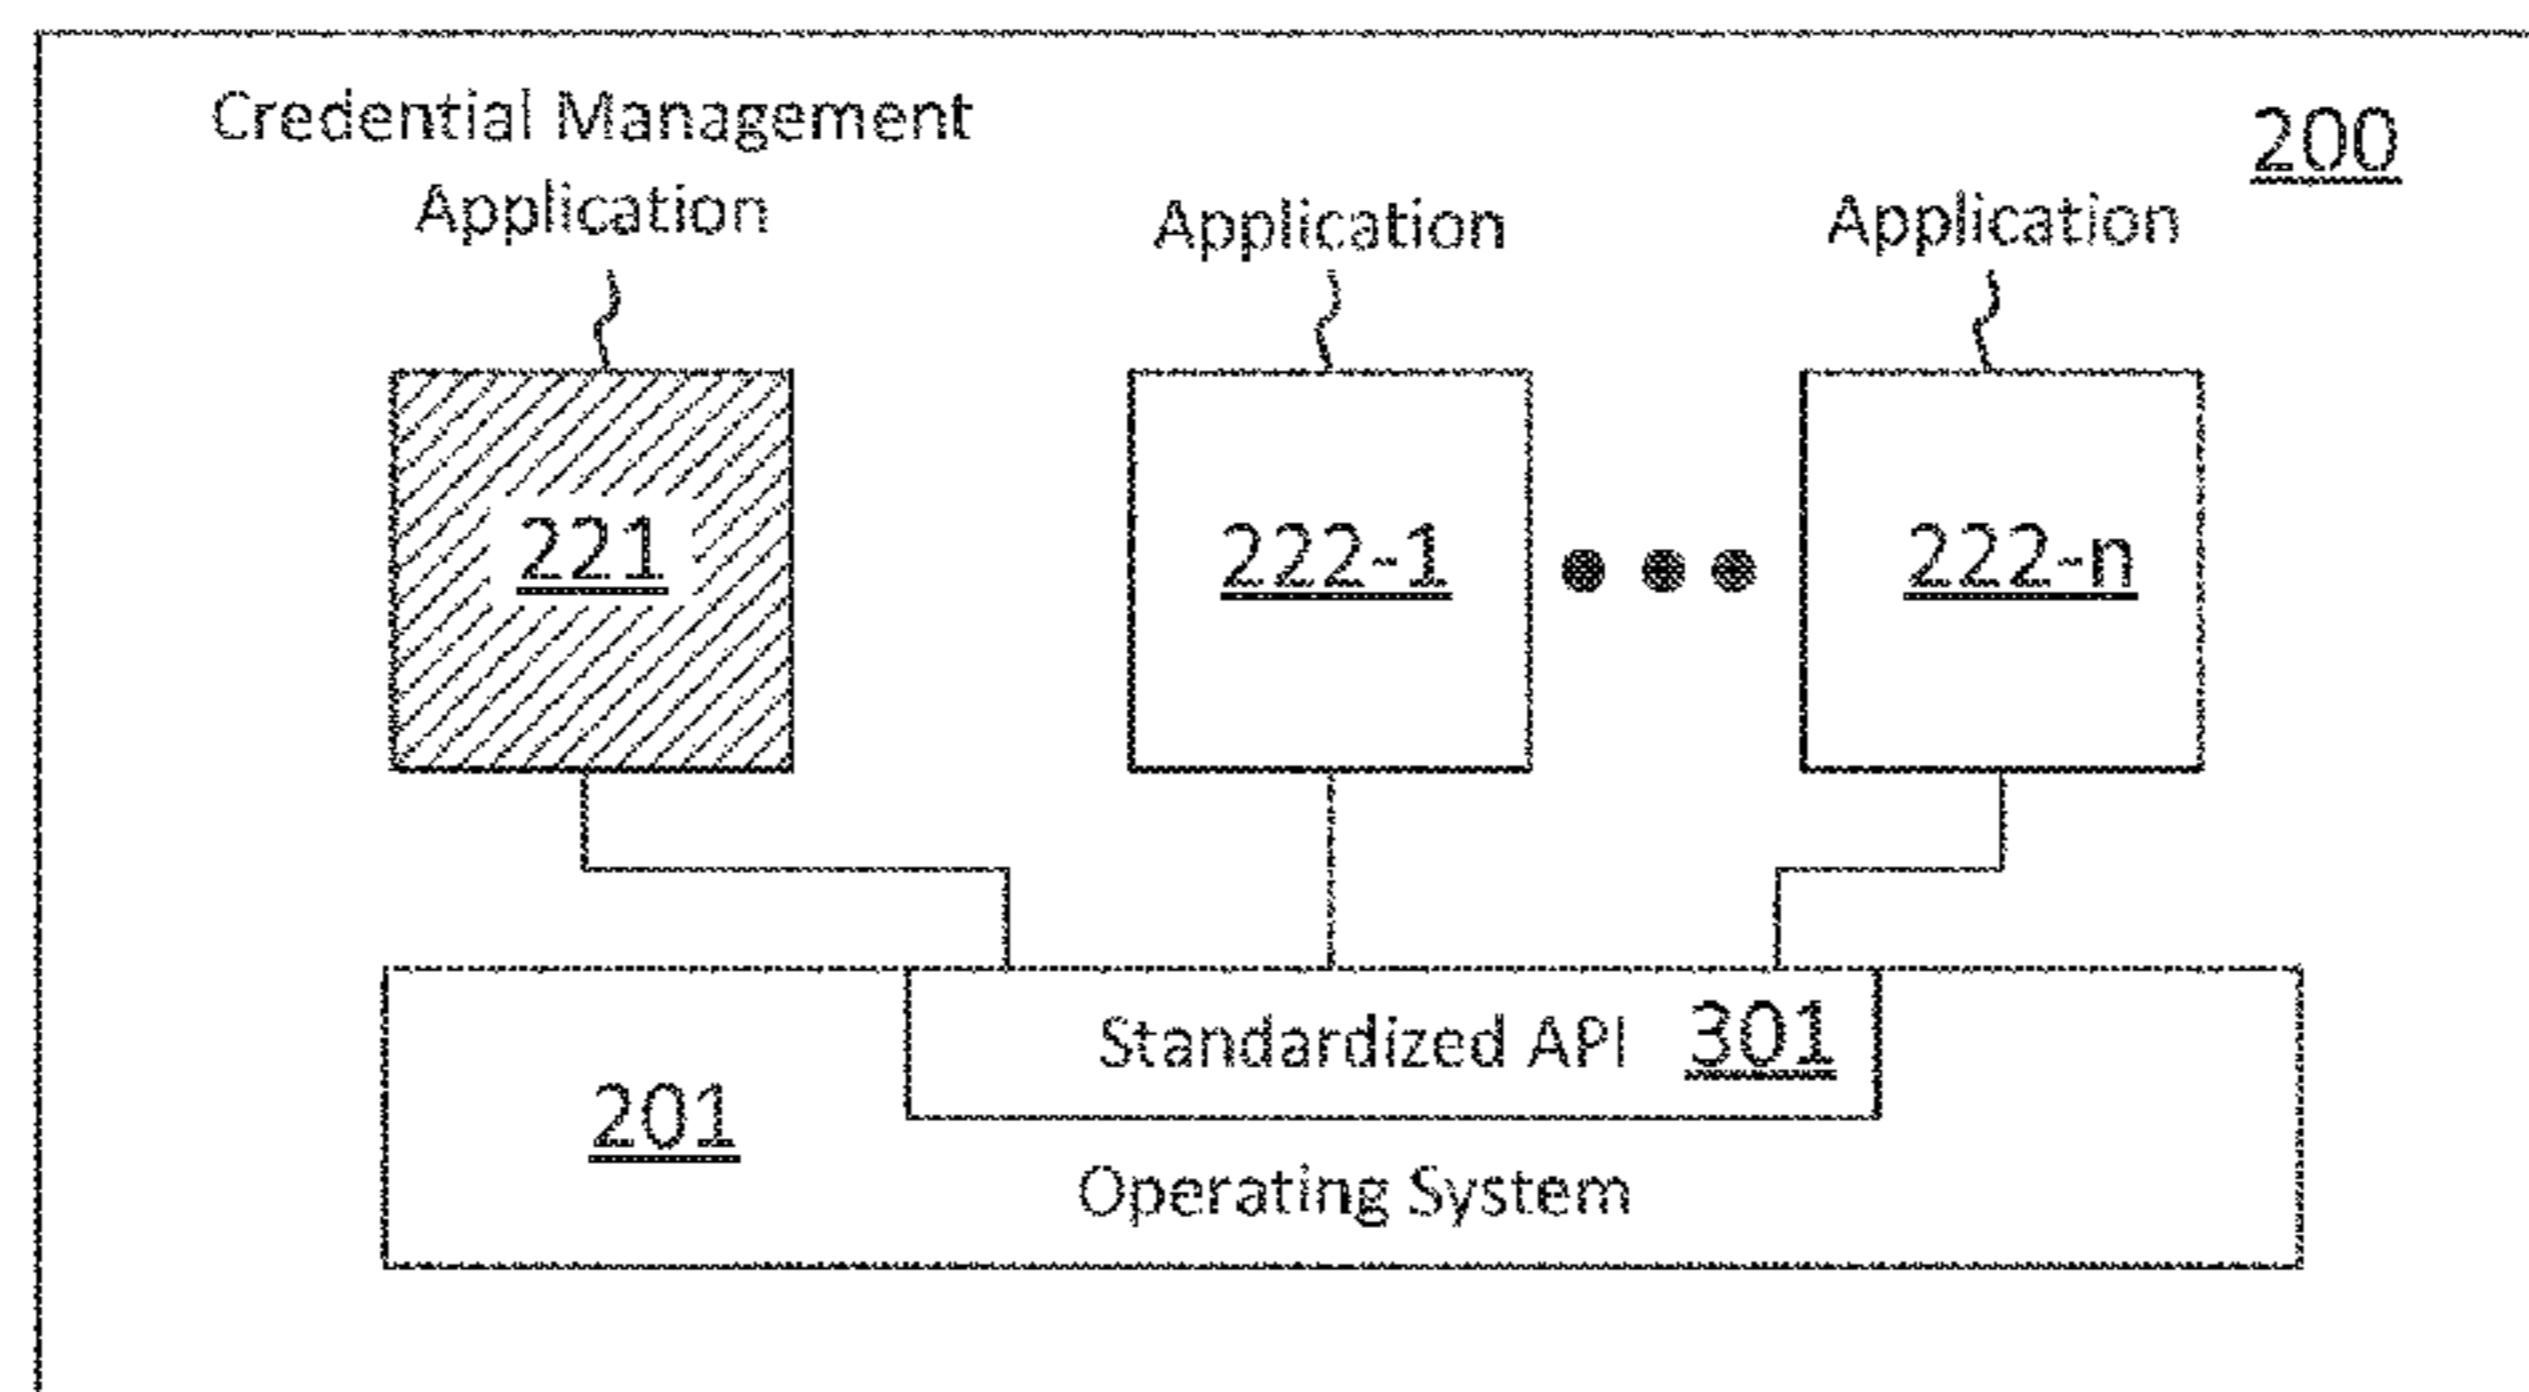 Credential Management
Application
200
Application
Application
221
222-1
222-n
Standardized API 301
201
Operating System